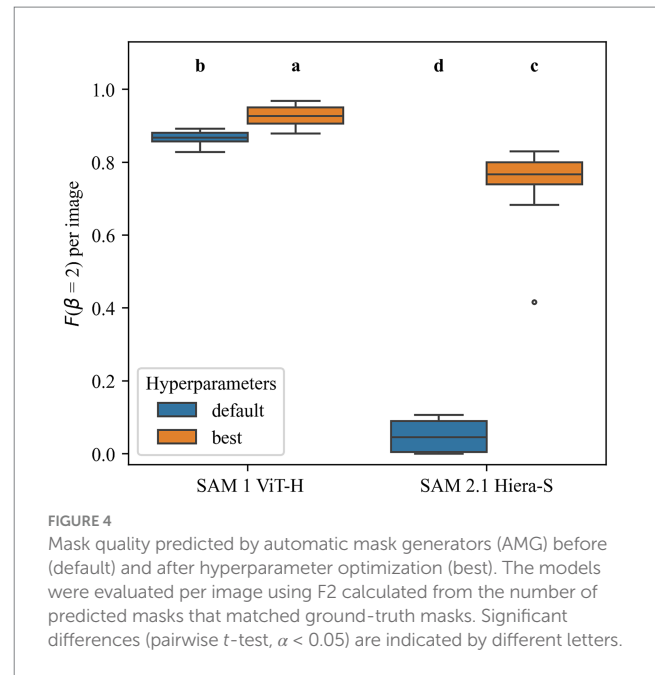 b a d c
1.0
0.8
0.6
0.4
0.2
0.0
F(β = 2) per image
Hyperparameters
default
best
SAM 1 ViT-H SAM 2.1 Hiera-S
FIGURE 4
Mask quality predicted by automatic mask generators (AMG) before
(default) and after hyperparameter optimization (best). The models
were evaluated per image using F2 calculated from the number of
predicted masks that matched ground-truth masks. Significant
differences (pairwise t-test, α < 0.05) are indicated by different letters.